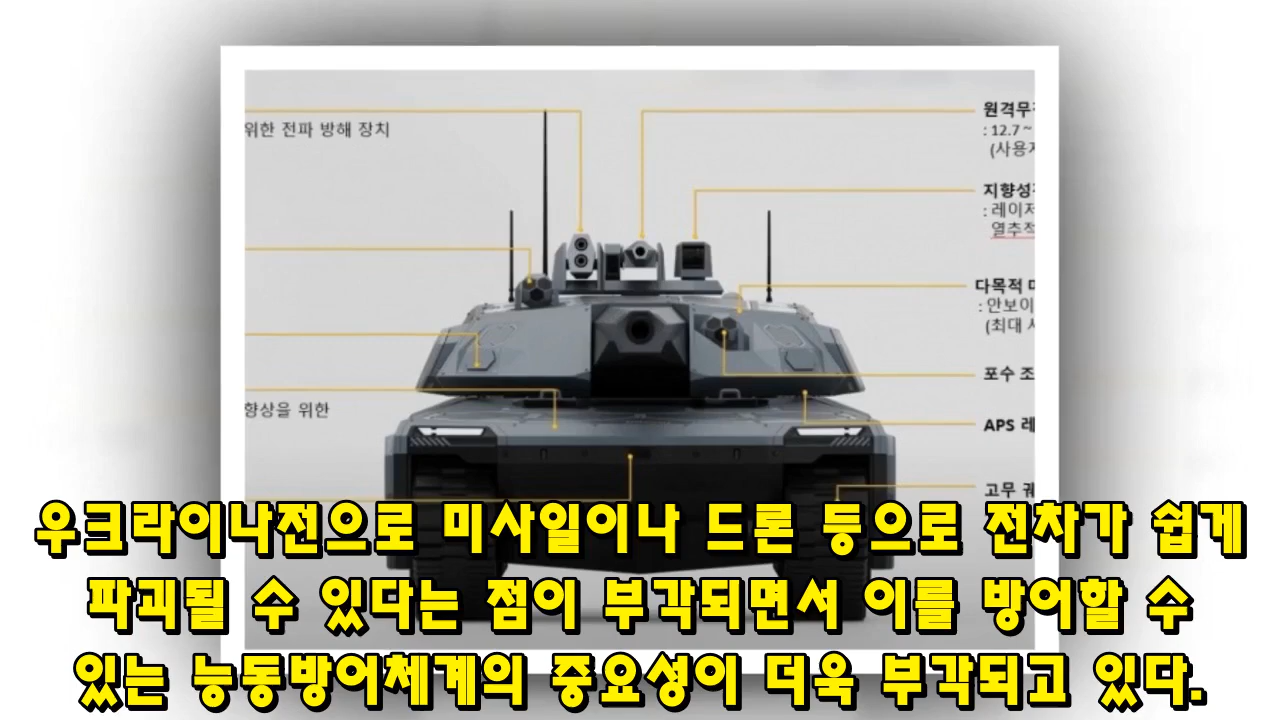 위한 전파 방해 장치
향상을 위한
원격무
: 12.7 ~
(사용자
지향성
: 레이저
열추적
다목적
: 안보이
(최대
포수 조
APS 레
고무 궤
우크라이나전으로 미사일이나 드론 등으로 전차가 쉽게
파괴될 수 있다는 점이 부각되면서 이를 방어할 수
있는 능동방어체계의 중요성이 더욱 부각되고 있다.